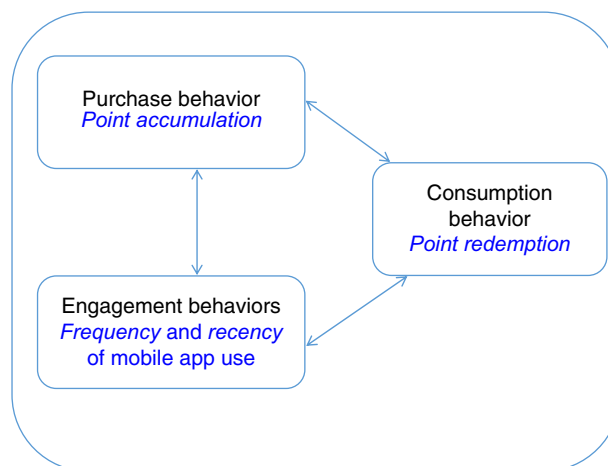 Purchase behavior
Point accumulation
Consumption
behavior
Point redemption
Engagement behaviors
Frequency and recency
of mobile app use